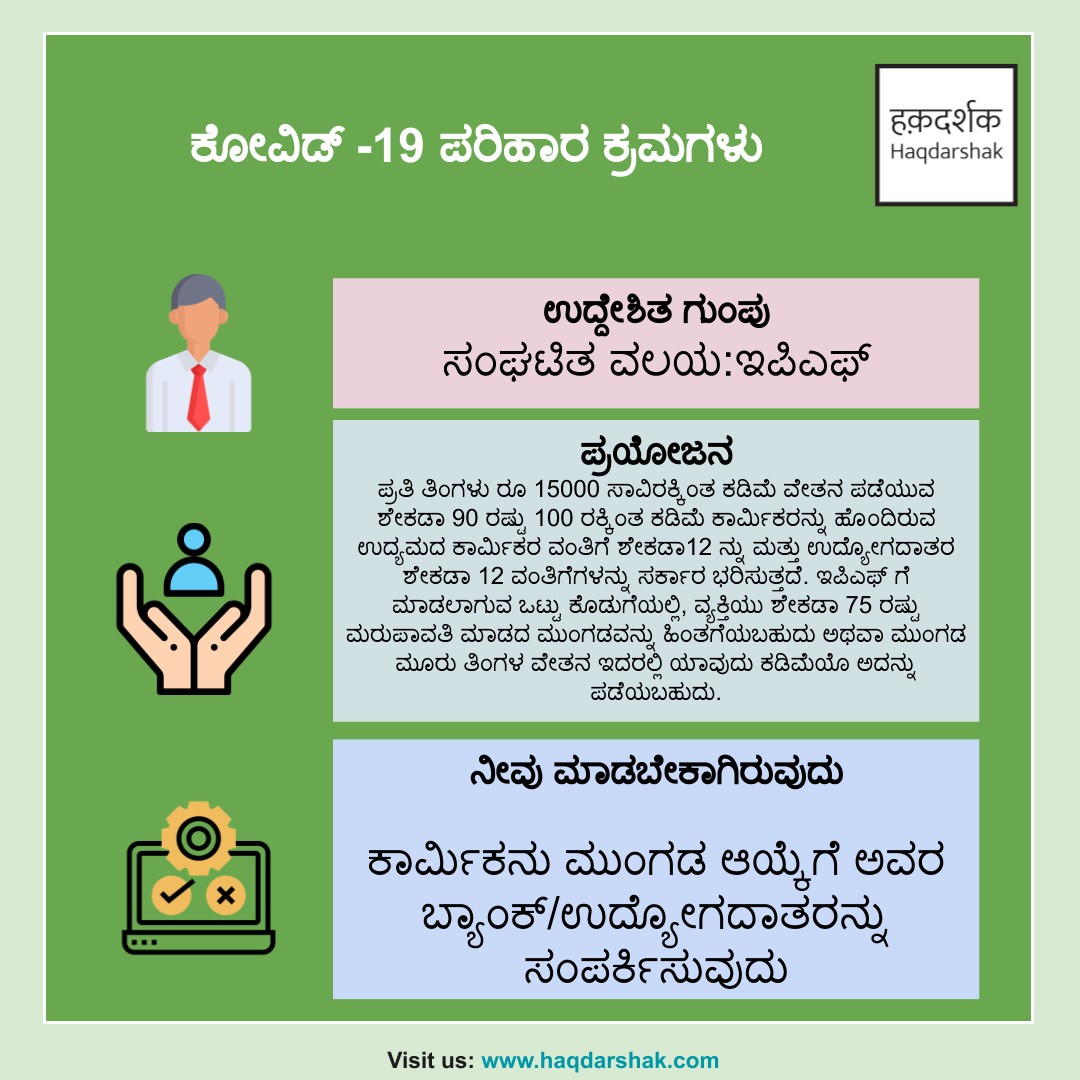 ಕೋವಿಡ್ -19 ಪರಿಹಾರ ಕ್ರಮಗಳು
हक़दर्शक
Haqdarshak
ಉದ್ದೇಶಿತ ಗುಂಪು
ಸಂಘಟಿತ ವಲಯ:ಇಪಿಎಫ್
ಪ್ರಯೋಜನ
ಪ್ರತಿ ತಿಂಗಳು ರೂ 15000 ಸಾವಿರಕ್ಕಿಂತ ಕಡಿಮೆ ವೇತನ ಪಡೆಯುವ
ಶೇಕಡಾ 90 ರಷ್ಟು 100 ರಕ್ಕಿಂತ ಕಡಿಮೆ ಕಾರ್ಮಿಕರನ್ನು ಹೊಂದಿರುವ
ಉದ್ಯಮದ ಕಾರ್ಮಿಕರ ವಂತಿಗೆ ಶೇಕಡಾ12 ನ್ನು ಮತ್ತು ಉದ್ಯೋಗದಾತರ
ಶೇಕಡಾ 12 ವಂತಿಗೆಗಳನ್ನು ಸರ್ಕಾರ ಭರಿಸುತ್ತದೆ. ಇಪಿಎಫ್ ಗೆ
ಮಾಡಲಾಗುವ ಒಟ್ಟು ಕೊಡುಗೆಯಲ್ಲಿ, ವ್ಯಕ್ತಿಯು ಶೇಕಡಾ 75 ರಷ್ಟು
ಮರುಪಾವತಿ ಮಾಡದ ಮುಂಗಡವನ್ನು ಹಿಂತಗೆಯಬಹುದು ಅಥವಾ ಮುಂಗಡ
ಮೂರು ತಿಂಗಳ ವೇತನ ಇದರಲ್ಲಿ ಯಾವುದು ಕಡಿಮೆಯೊ ಅದನ್ನು
ಪಡೆಯಬಹುದು.
ನೀವು ಮಾಡಬೇಕಾಗಿರುವುದು
ಕಾರ್ಮಿಕನು ಮುಂಗಡ ಆಯ್ಕೆಗೆ ಅವರ
ಬ್ಯಾಂಕ್/ಉದ್ಯೋಗದಾತರನ್ನು
ಸಂಪರ್ಕಿಸುವುದು
Visit us: www.haqdarshak.com